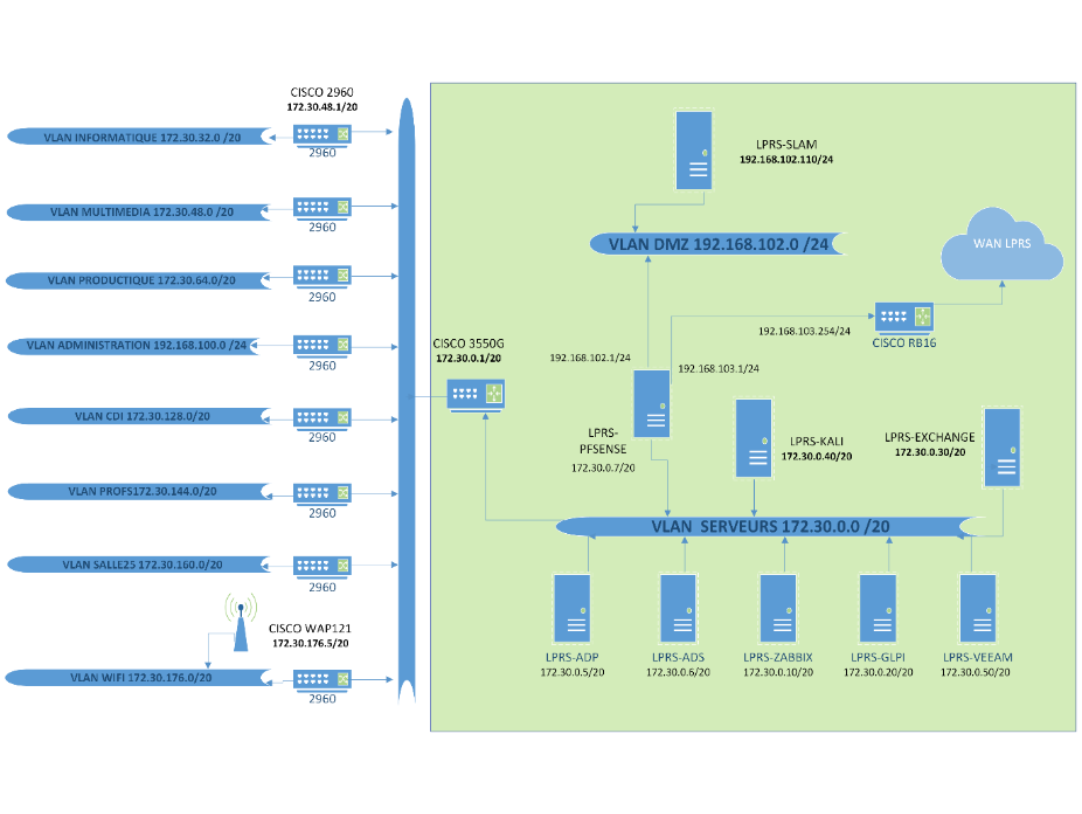 CISCO 2960
172.30.48.1/20
VLAN INFORMATIQUE 172.30.32.0 /20
2960
VLAN MULTIMEDIA 172.30.48.0 /20
2960
VLAN PRODUCTIQUE 172.30.64.0/20
2960
VLAN ADMINISTRATION 192.168.100.0 /24
2960
VLAN CDI 172.30.128.0/20
2960
VLAN PROFS172.30.144.0/20
2960
VLAN SALLE25 172.30.160.0/20
2960
CISCO WAP121
172.30.176.5/20
VLAN WIFI 172.30.176.0/20
2960
CISCO 3550G
172.30.0.1/20
LPRS-SLAM
192.168.102.110/24
VLAN DMZ 192.168.102.0 /24
WAN LPRS
192.168.103.254/24
CISCO RB16
192.168.102.1/24
192.168.103.1/24
LPRS-
PFSENSE
172.30.0.7/20
LPRS-KALI
172.30.0.40/20
LPRS-EXCHANGE
172.30.0.30/20
VLAN SERVEURS 172.30.0.0 /20
LPRS-ADP
172.30.0.5/20
LPRS-ADS
172.30.0.6/20
LPRS-ZABBIX
172.30.0.10/20
LPRS-GLPI
172.30.0.20/20
LPRS-VEEAM
172.30.0.50/20